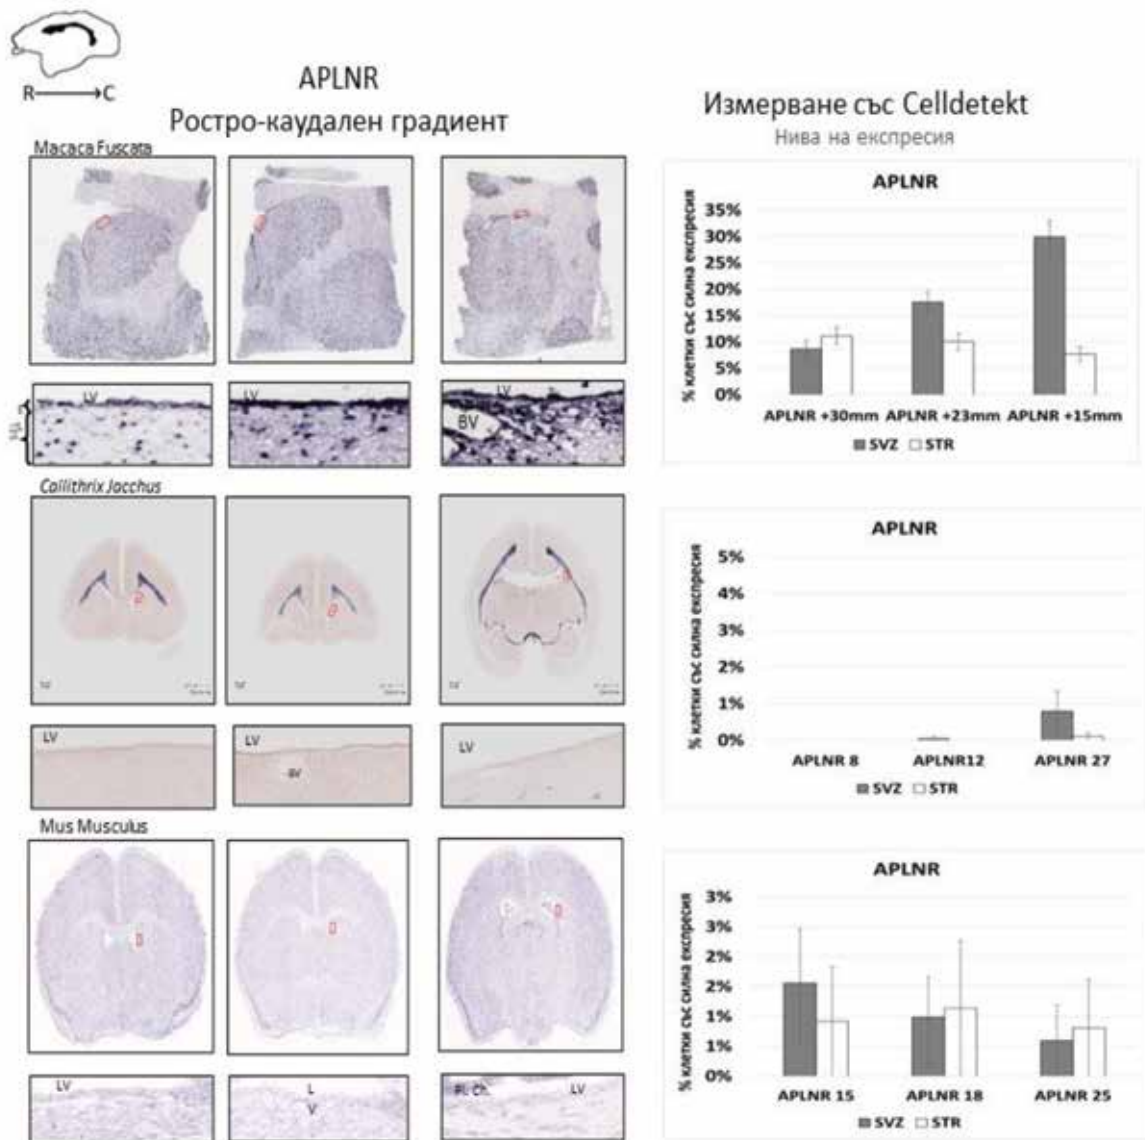 R C
APLNR
Ростро-каудален градиент
Измерване със Celldetekt
Нива на експресия
Macaca Fuscata
LV
LV
LV
BV
APLNR
% клетки със силна експресия
35%
30%
25%
20%
15%
10%
5%
0%
APLNR +30mm APLNR +23mm APLNR +15mm
SVZ STR
Callithrix Jacchus
LV
LV
BV
LV
APLNR
% клетки със силна експресия
5%
4%
3%
2%
1%
0%
APLNR 8 APLNR12 APLNR 27
SVZ STR
Mus Musculus
LV
L
V
Pl. Ch. LV
APLNR
% клетки със силна експресия
3%
3%
2%
2%
1%
1%
0%
APLNR 15 APLNR 18 APLNR 25
SVZ STR